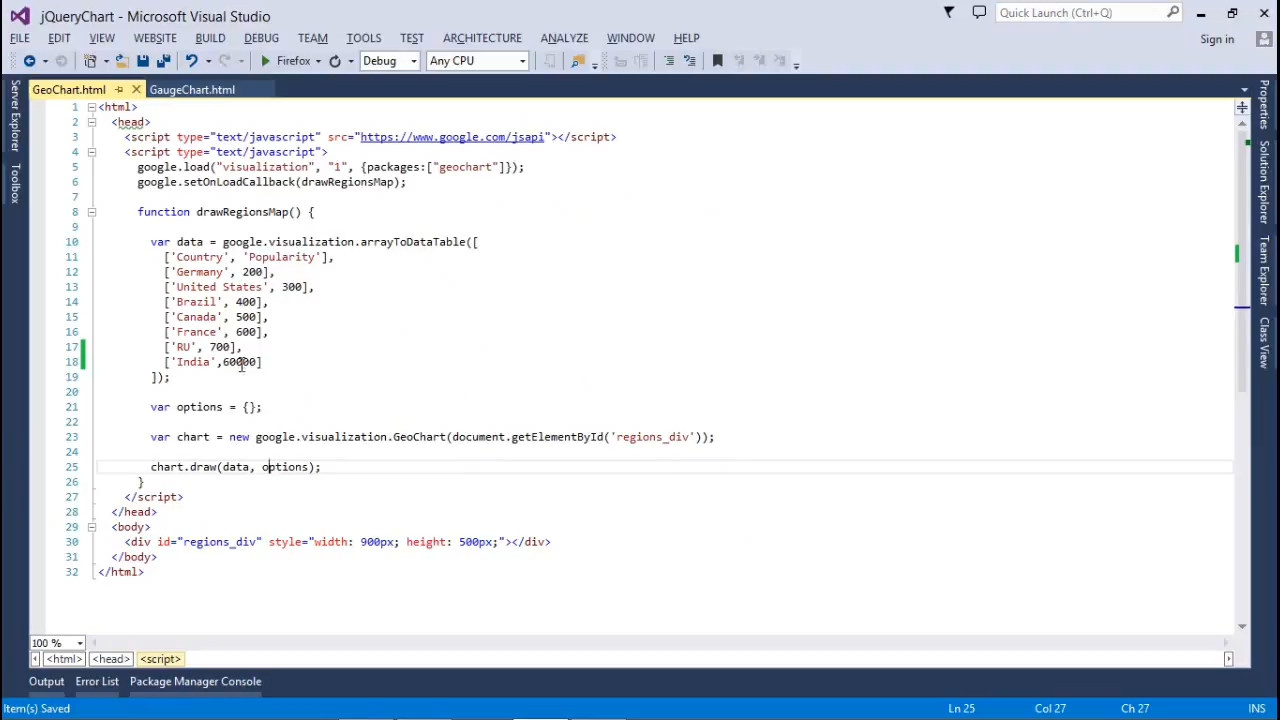 jQueryChart - Microsoft Visual Studio
Quick Launch (Ctrl+Q)
FILE EDIT VIEW WEBSITE BUILD DEBUG TEAM TOOLS TEST ARCHITECTURE ANALYZE WINDOW HELP
Sign in
Firefox Debug Any CPU
GeoChart.html GaugeChart.html
Server Explorer
Toolbox
Properties
Solution Explorer
Team Explorer
Class View
1 <html>
2 <head>
3 <script type="text/javascript" src="https://www.google.com/jsapi"></script>
4 <script type="text/javascript">
5 google.load("visualization", "1", {packages:["geochart"]});
6 google.setOnLoadCallback(drawRegionsMap);
7
8 function drawRegionsMap() {
9
10 var data = google.visualization.arrayToDataTable([
11 ['Country', 'Popularity'],
12 ['Germany', 200],
13 ['United States', 300],
14 ['Brazil', 400],
15 ['Canada', 500],
16 ['France', 600],
17 ['RU', 700],
18 ['India',60000]
19 ]);
20
21 var options = {};
22
23 var chart = new google.visualization.GeoChart(document.getElementById('regions_div'));
24
25 chart.draw(data, options);
26 }
27 </script>
28 </head>
29 <body>
30 <div id="regions_div" style="width: 900px; height: 500px;"></div>
31 </body>
32 </html>
100 %
<html> <head> <script>
Output Error List Package Manager Console
Item(s) Saved Ln 25 Col 27 Ch 27 INS